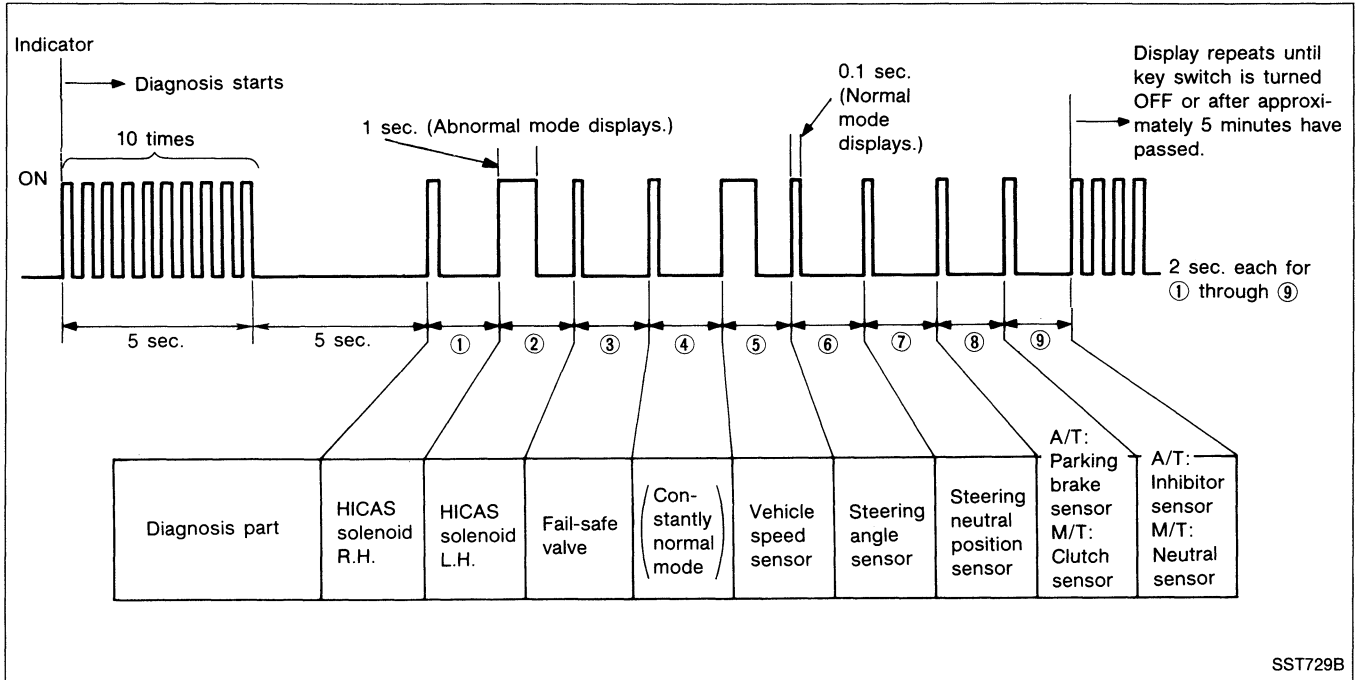 Indicator
Diagnosis starts
10 times
ON
1 sec. (Abnormal mode displays.)
0.1 sec.
(Normal
mode
displays.)
Display repeats until
key switch is turned
OFF or after approxi-
mately 5 minutes have
passed.
2 sec. each for
① through ⑨
5 sec.
5 sec.
①
②
③
④
⑤
⑥
⑦
⑧
⑨
Diagnosis part
HICAS
solenoid
R.H.
HICAS
solenoid
L.H.
Fail-safe
valve
(Con-
stantly
normal
mode)
Vehicle
speed
sensor
Steering
angle
sensor
Steering
neutral
position
sensor
A/T:
Parking
brake
sensor
M/T:
Clutch
sensor
A/T:
Inhibitor
sensor
M/T:
Neutral
sensor
SST729B